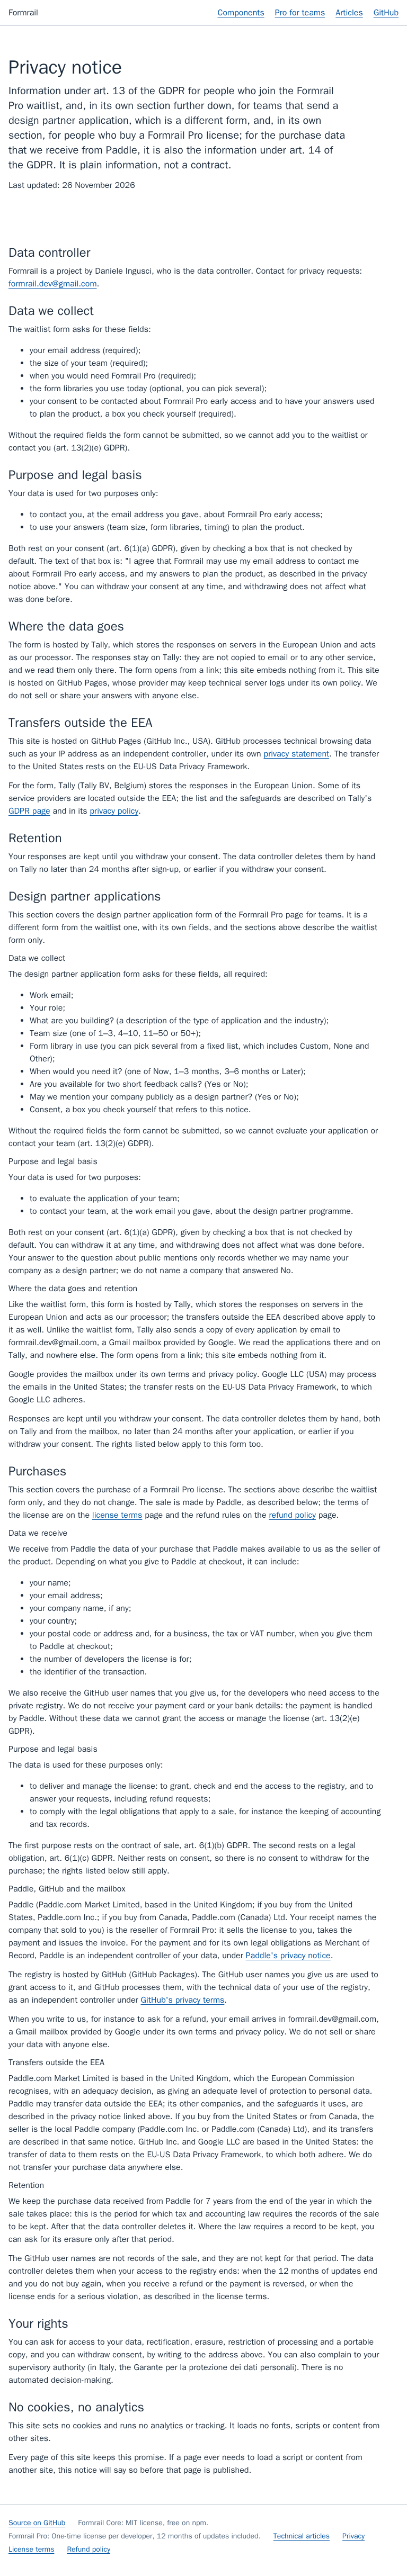 Formrail
Components
Pro for teams
Articles
GitHub
Privacy notice
Information under art. 13 of the GDPR for people who join the Formrail
Pro waitlist, and, in its own section further down, for teams that send a
design partner application, which is a different form, and, in its own
section, for people who buy a Formrail Pro license; for the purchase data
that we receive from Paddle, it is also the information under art. 14 of
the GDPR. It is plain information, not a contract.
Last updated: 26 November 2026
Data controller
Formrail is a project by Daniele Ingusci, who is the data controller. Contact for privacy requests:
formrail.dev@gmail.com.
Data we collect
The waitlist form asks for these fields:
• your email address (required);
• the size of your team (required);
• when you would need Formrail Pro (required);
• the form libraries you use today (optional, you can pick several);
• your consent to be contacted about Formrail Pro early access and to have your answers used
to plan the product, a box you check yourself (required).
Without the required fields the form cannot be submitted, so we cannot add you to the waitlist or
contact you (art. 13(2)(e) GDPR).
Purpose and legal basis
Your data is used for two purposes only:
• to contact you, at the email address you gave, about Formrail Pro early access;
• to use your answers (team size, form libraries, timing) to plan the product.
Both rest on your consent (art. 6(1)(a) GDPR), given by checking a box that is not checked by
default. The text of that box is: "I agree that Formrail may use my email address to contact me
about Formrail Pro early access, and my answers to plan the product, as described in the privacy
notice above." You can withdraw your consent at any time, and withdrawing does not affect what
was done before.
Where the data goes
The form is hosted by Tally, which stores the responses on servers in the European Union and acts
as our processor. The responses stay on Tally: they are not copied to email or to any other service,
and we read them only there. The form opens from a link; this site embeds nothing from it. This site
is hosted on GitHub Pages, whose provider may keep technical server logs under its own policy. We
do not sell or share your answers with anyone else.
Transfers outside the EEA
This site is hosted on GitHub Pages (GitHub Inc., USA). GitHub processes technical browsing data
such as your IP address as an independent controller, under its own privacy statement. The transfer
to the United States rests on the EU-US Data Privacy Framework.
For the form, Tally (Tally BV, Belgium) stores the responses in the European Union. Some of its
service providers are located outside the EEA; the list and the safeguards are described on Tally's
GDPR page and in its privacy policy.
Retention
Your responses are kept until you withdraw your consent. The data controller deletes them by hand
on Tally no later than 24 months after sign-up, or earlier if you withdraw your consent.
Design partner applications
This section covers the design partner application form of the Formrail Pro page for teams. It is a
different form from the waitlist one, with its own fields, and the sections above describe the waitlist
form only.
Data we collect
The design partner application form asks for these fields, all required:
• Work email;
• Your role;
• What are you building? (a description of the type of application and the industry);
• Team size (one of 1–3, 4–10, 11–50 or 50+);
• Form library in use (you can pick several from a fixed list, which includes Custom, None and
Other);
• When would you need it? (one of Now, 1–3 months, 3–6 months or Later);
• Are you available for two short feedback calls? (Yes or No);
• May we mention your company publicly as a design partner? (Yes or No);
• Consent, a box you check yourself that refers to this notice.
Without the required fields the form cannot be submitted, so we cannot evaluate your application or
contact your team (art. 13(2)(e) GDPR).
Purpose and legal basis
Your data is used for two purposes:
• to evaluate the application of your team;
• to contact your team, at the work email you gave, about the design partner programme.
Both rest on your consent (art. 6(1)(a) GDPR), given by checking a box that is not checked by
default. You can withdraw it at any time, and withdrawing does not affect what was done before.
Your answer to the question about public mentions only records whether we may name your
company as a design partner; we do not name a company that answered No.
Where the data goes and retention
Like the waitlist form, this form is hosted by Tally, which stores the responses on servers in the
European Union and acts as our processor; the transfers outside the EEA described above apply to
it as well. Unlike the waitlist form, Tally also sends a copy of every application by email to
formrail.dev@gmail.com, a Gmail mailbox provided by Google. We read the applications there and on
Tally, and nowhere else. The form opens from a link; this site embeds nothing from it.
Google provides the mailbox under its own terms and privacy policy. Google LLC (USA) may process
the emails in the United States; the transfer rests on the EU-US Data Privacy Framework, to which
Google LLC adheres.
Responses are kept until you withdraw your consent. The data controller deletes them by hand, both
on Tally and from the mailbox, no later than 24 months after your application, or earlier if you
withdraw your consent. The rights listed below apply to this form too.
Purchases
This section covers the purchase of a Formrail Pro license. The sections above describe the waitlist
form only, and they do not change. The sale is made by Paddle, as described below; the terms of
the license are on the license terms page and the refund rules on the refund policy page.
Data we receive
We receive from Paddle the data of your purchase that Paddle makes available to us as the seller of
the product. Depending on what you give to Paddle at checkout, it can include:
• your name;
• your email address;
• your company name, if any;
• your country;
• your postal code or address and, for a business, the tax or VAT number, when you give them
to Paddle at checkout;
• the number of developers the license is for;
• the identifier of the transaction.
We also receive the GitHub user names that you give us, for the developers who need access to the
private registry. We do not receive your payment card or your bank details: the payment is handled
by Paddle. Without these data we cannot grant the access or manage the license (art. 13(2)(e)
GDPR).
Purpose and legal basis
The data is used for these purposes only:
• to deliver and manage the license: to grant, check and end the access to the registry, and to
answer your requests, including refund requests;
• to comply with the legal obligations that apply to a sale, for instance the keeping of accounting
and tax records.
The first purpose rests on the contract of sale, art. 6(1)(b) GDPR. The second rests on a legal
obligation, art. 6(1)(c) GDPR. Neither rests on consent, so there is no consent to withdraw for the
purchase; the rights listed below still apply.
Paddle, GitHub and the mailbox
Paddle (Paddle.com Market Limited, based in the United Kingdom; if you buy from the United
States, Paddle.com Inc.; if you buy from Canada, Paddle.com (Canada) Ltd. Your receipt names the
company that sold to you) is the reseller of Formrail Pro: it sells the license to you, takes the
payment and issues the invoice. For the payment and for its own legal obligations as Merchant of
Record, Paddle is an independent controller of your data, under Paddle's privacy notice.
The registry is hosted by GitHub (GitHub Packages). The GitHub user names you give us are used to
grant access to it, and GitHub processes them, with the technical data of your use of the registry,
as an independent controller under GitHub's privacy terms.
When you write to us, for instance to ask for a refund, your email arrives in formrail.dev@gmail.com,
a Gmail mailbox provided by Google under its own terms and privacy policy. We do not sell or share
your data with anyone else.
Transfers outside the EEA
Paddle.com Market Limited is based in the United Kingdom, which the European Commission
recognises, with an adequacy decision, as giving an adequate level of protection to personal data.
Paddle may transfer data outside the EEA; its other companies, and the safeguards it uses, are
described in the privacy notice linked above. If you buy from the United States or from Canada, the
seller is the local Paddle company (Paddle.com Inc. or Paddle.com (Canada) Ltd), and its transfers
are described in that same notice. GitHub Inc. and Google LLC are based in the United States: the
transfer of data to them rests on the EU-US Data Privacy Framework, to which both adhere. We do
not transfer your purchase data anywhere else.
Retention
We keep the purchase data received from Paddle for 7 years from the end of the year in which the
sale takes place: this is the period for which tax and accounting law requires the records of the sale
to be kept. After that the data controller deletes it. Where the law requires a record to be kept, you
can ask for its erasure only after that period.
The GitHub user names are not records of the sale, and they are not kept for that period. The data
controller deletes them when your access to the registry ends: when the 12 months of updates end
and you do not buy again, when you receive a refund or the payment is reversed, or when the
license ends for a serious violation, as described in the license terms.
Your rights
You can ask for access to your data, rectification, erasure, restriction of processing and a portable
copy, and you can withdraw consent, by writing to the address above. You can also complain to your
supervisory authority (in Italy, the Garante per la protezione dei dati personali). There is no
automated decision-making.
No cookies, no analytics
This site sets no cookies and runs no analytics or tracking. It loads no fonts, scripts or content from
other sites.
Every page of this site keeps this promise. If a page ever needs to load a script or content from
another site, this notice will say so before that page is published.
Source on GitHub
Formrail Core: MIT license, free on npm.
Formrail Pro: One-time license per developer, 12 months of updates included.
Technical articles
Privacy
License terms
Refund policy